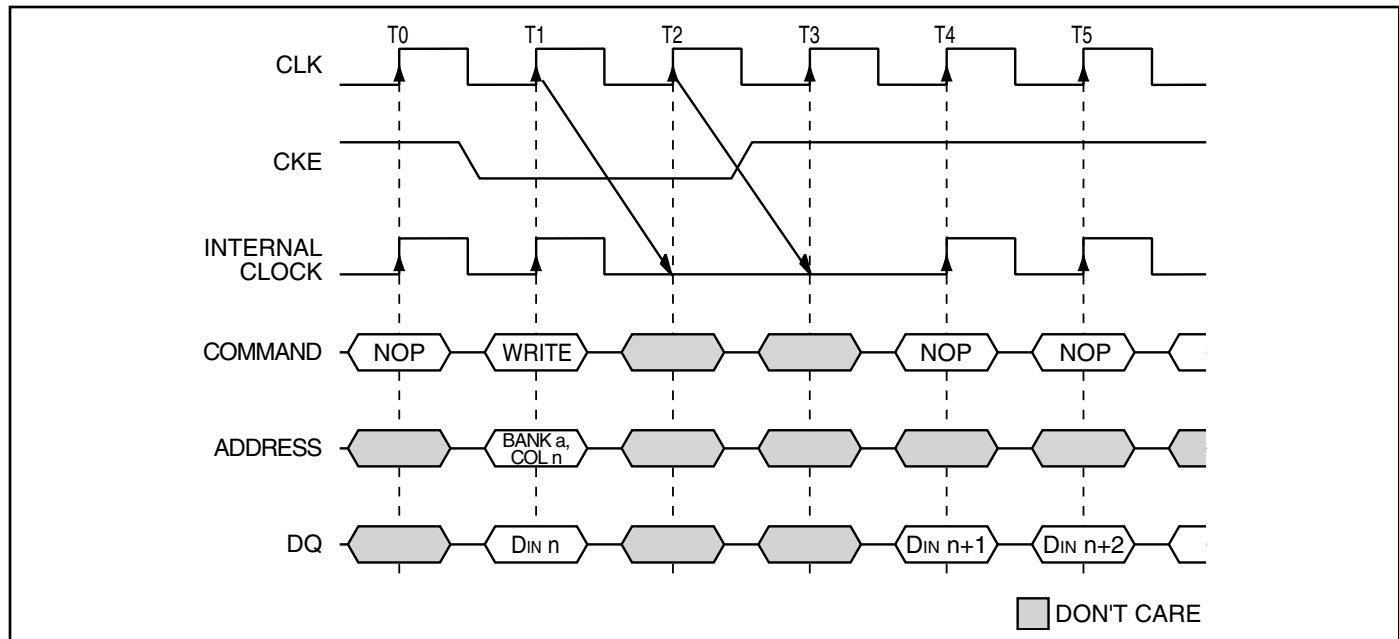 T0 T1 T2 T3 T4 T5
CLK
CKE
INTERNAL
CLOCK
COMMAND NOP WRITE NOP NOP
ADDRESS BANK a,
COL n
DQ DIN n DIN n+1 DIN n+2
DON'T CARE